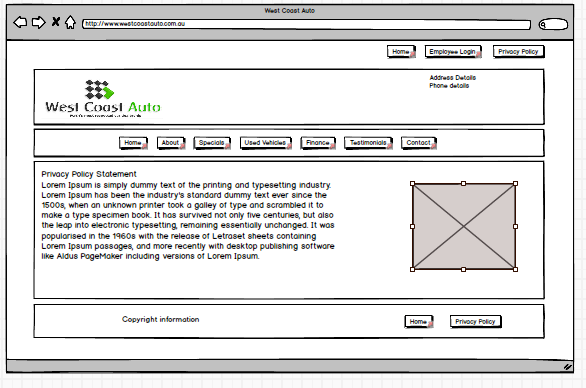 West Coast Auto
http://www.westcoastauto.com.au
Home Employee Login Privacy Policy
Address Details
Phone details
West Coast Auto
Home About Specials Used Vehicles Finance Testimonials Contact
Privacy Policy Statement
Lorem Ipsum is simply dummy text of the printing and typesetting industry.
Lorem Ipsum has been the industry's standard dummy text ever since the
1500s, when an unknown printer took a galley of type and scrambled it to
make a type specimen book. It has survived not only five centuries, but also
the leap into electronic typesetting, remaining essentially unchanged. It was
popularised in the 1960s with the release of Letraset sheets containing
Lorem Ipsum passages, and more recently with desktop publishing software
like Aldus PageMaker including versions of Lorem Ipsum.
Copyright information
Home Privacy Policy